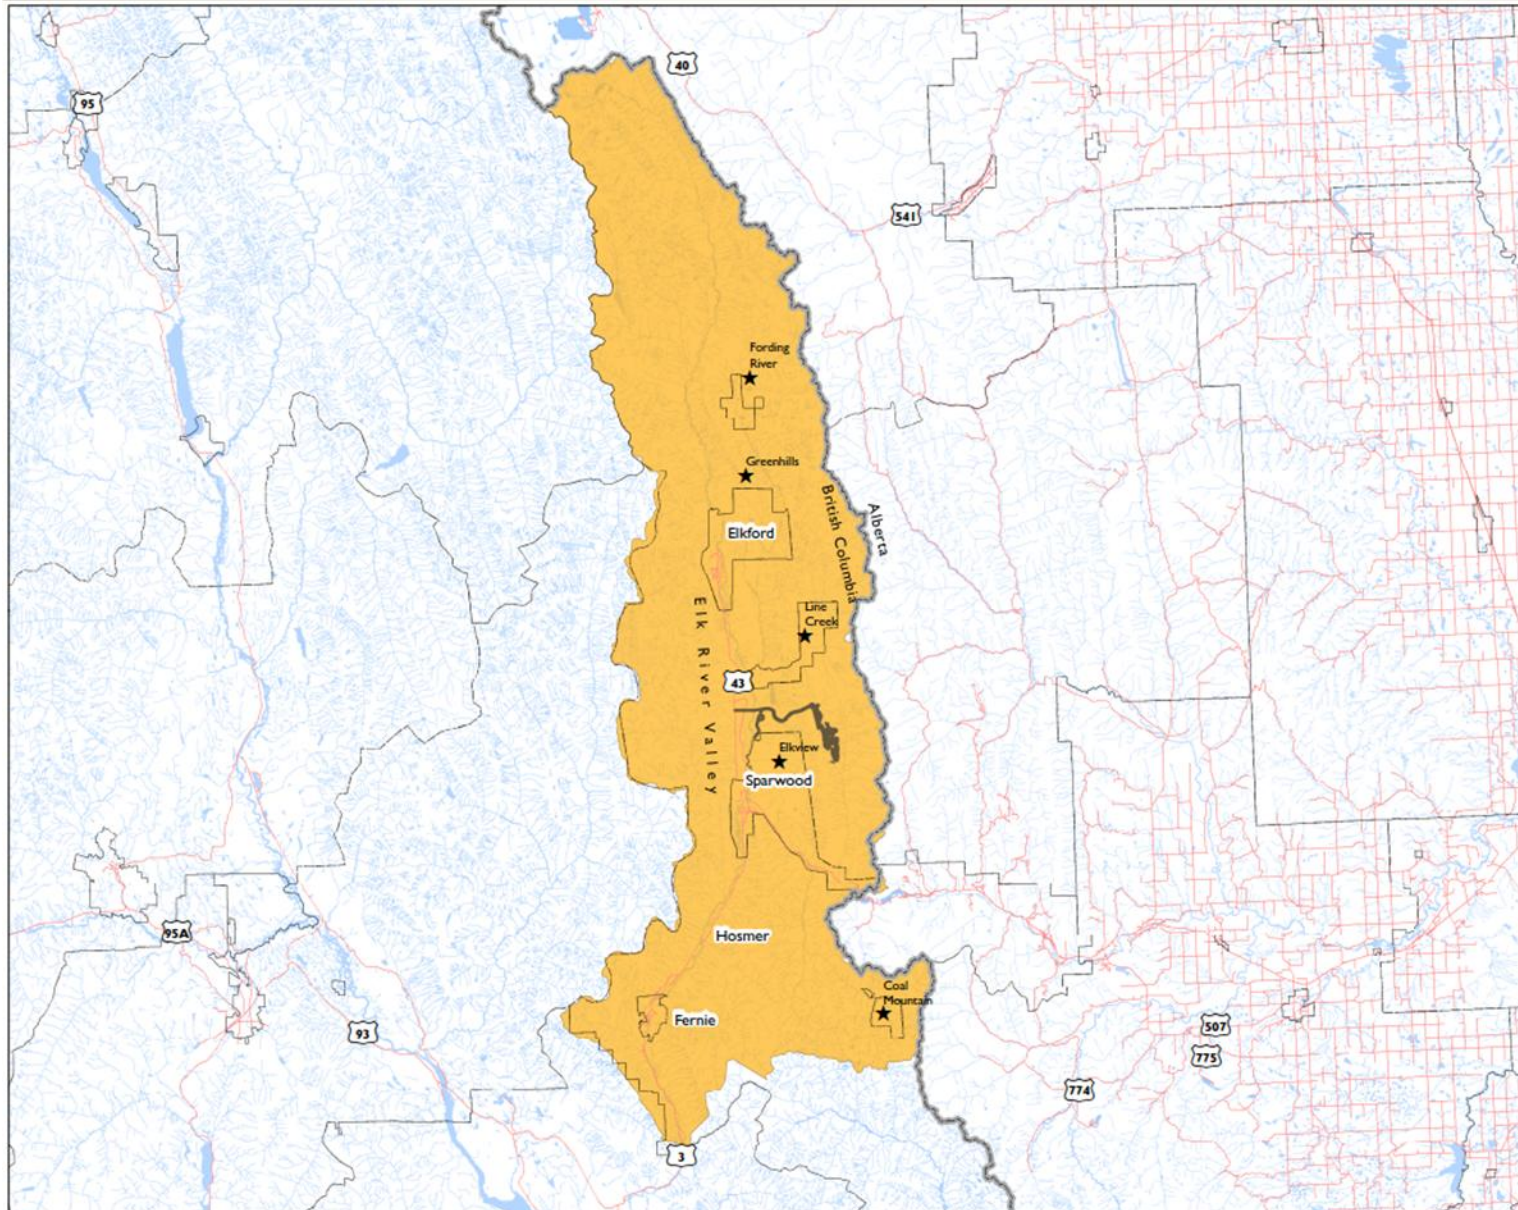 40
95
541
Fording
River
Greenhills
Elkford
British Columbia
Alberta
Line
Creek
Elk River Valley
43
Elkview
Sparwood
95A
Hosmer
Coal
Mountain
Fernie
93
507
775
774
3